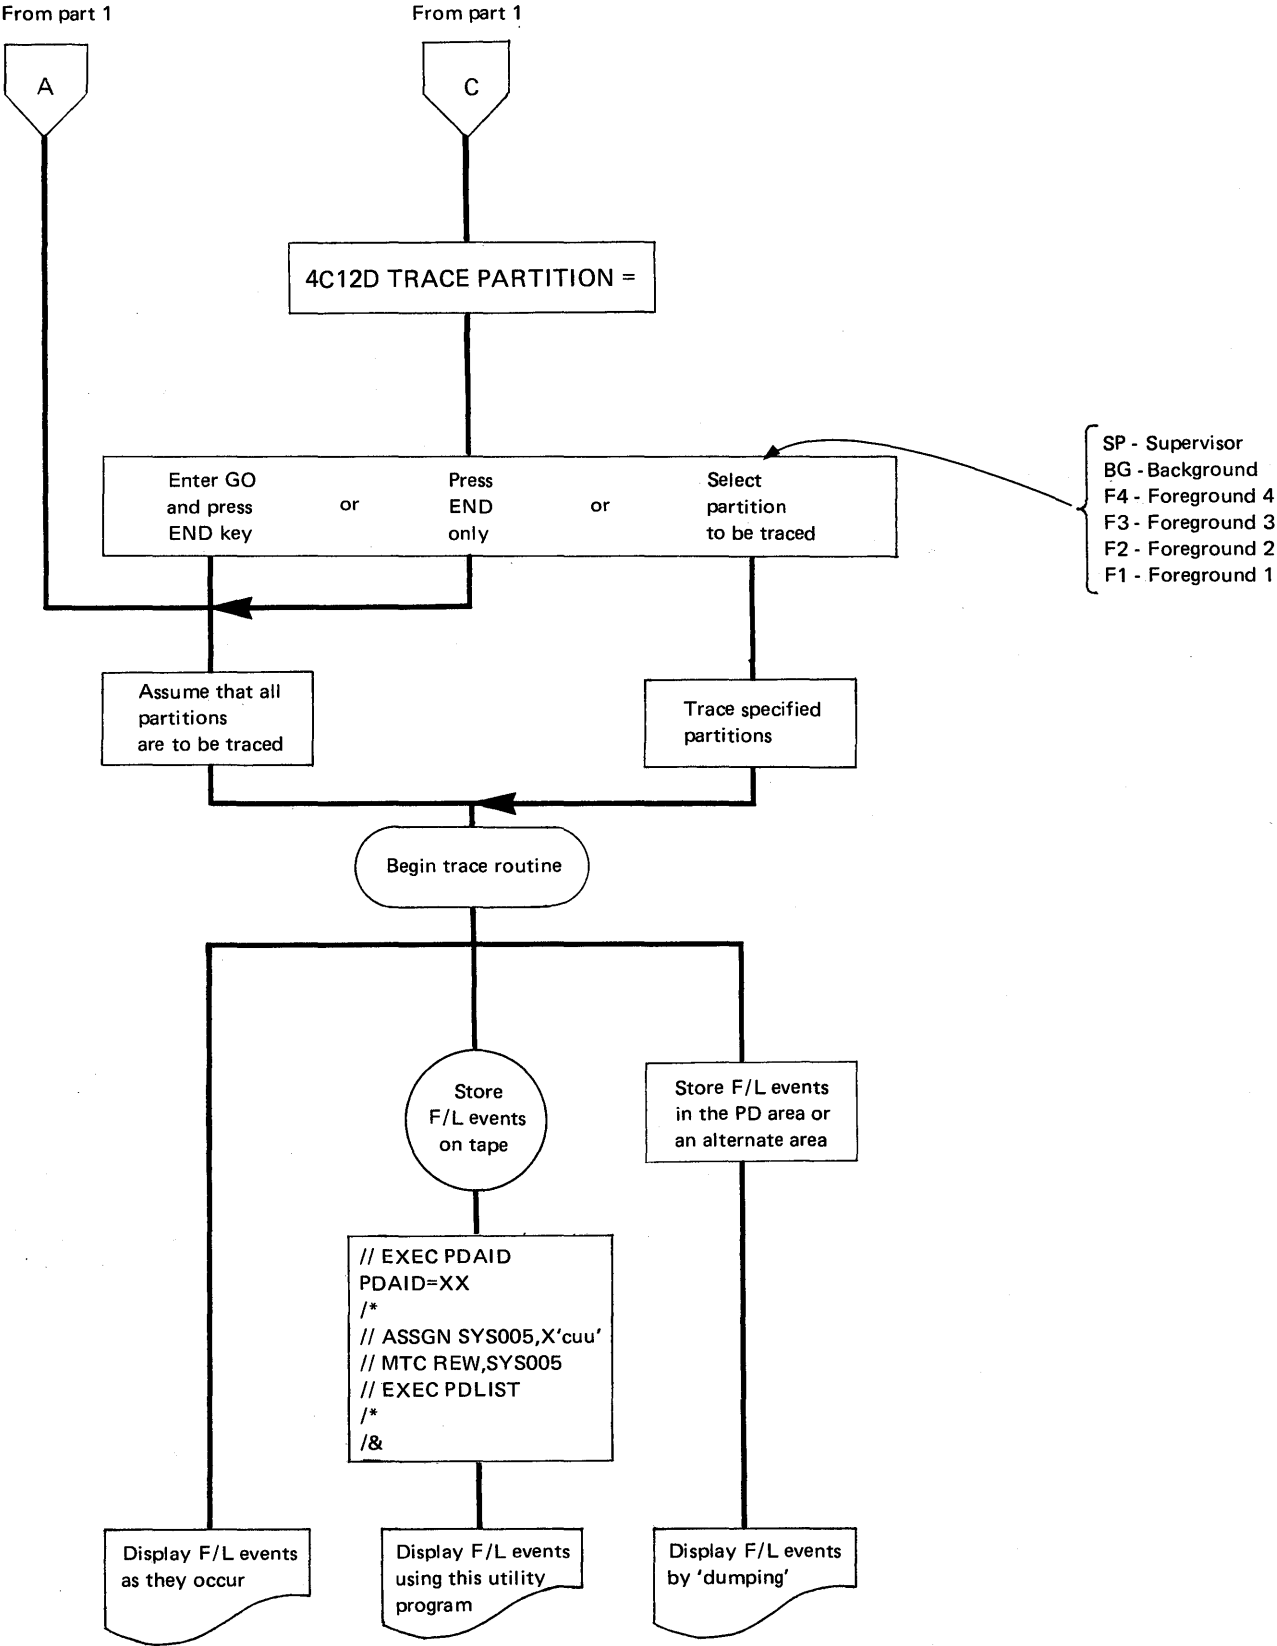 From part 1
From part 1
A
C
4C12D TRACE PARTITION =
Enter GO
and press
END key
or
Press
END
only
or
Select
partition
to be traced
SP - Supervisor
BG - Background
F4 - Foreground 4
F3 - Foreground 3
F2 - Foreground 2
F1 - Foreground 1
Assume that all
partitions
are to be traced
Trace specified
partitions
Begin trace routine
Store
F/L events
on tape
Store F/L events
in the PD area or
an alternate area
// EXEC PDAID
PDAID=XX
/*
// ASSGN SYS005,X'cuu'
// MTC REW,SYS005
// EXEC PDLIST
/*
/&
Display F/L events
as they occur
Display F/L events
using this utility
program
Display F/L events
by 'dumping'